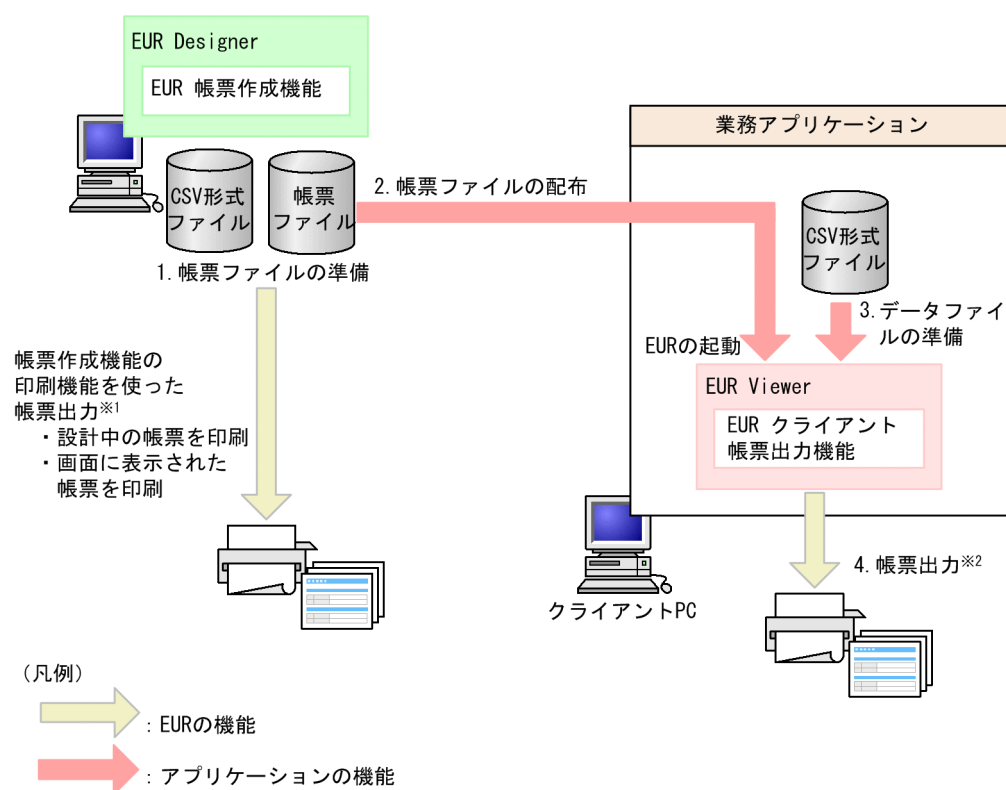 EUR Designer
EUR 帳票作成機能
CSV形式
ファイル
帳票
ファイル
1.帳票ファイルの準備
2.帳票ファイルの配布
業務アプリケーション
CSV形式
ファイル
3.データファイ
ルの準備
EURの起動
EUR Viewer
EUR クライアント
帳票出力機能
帳票作成機能の
印刷機能を使った
帳票出力※1
・設計中の帳票を印刷
・画面に表示された
帳票を印刷
クライアントPC
4.帳票出力※2
(凡例)
:EURの機能
:アプリケーションの機能